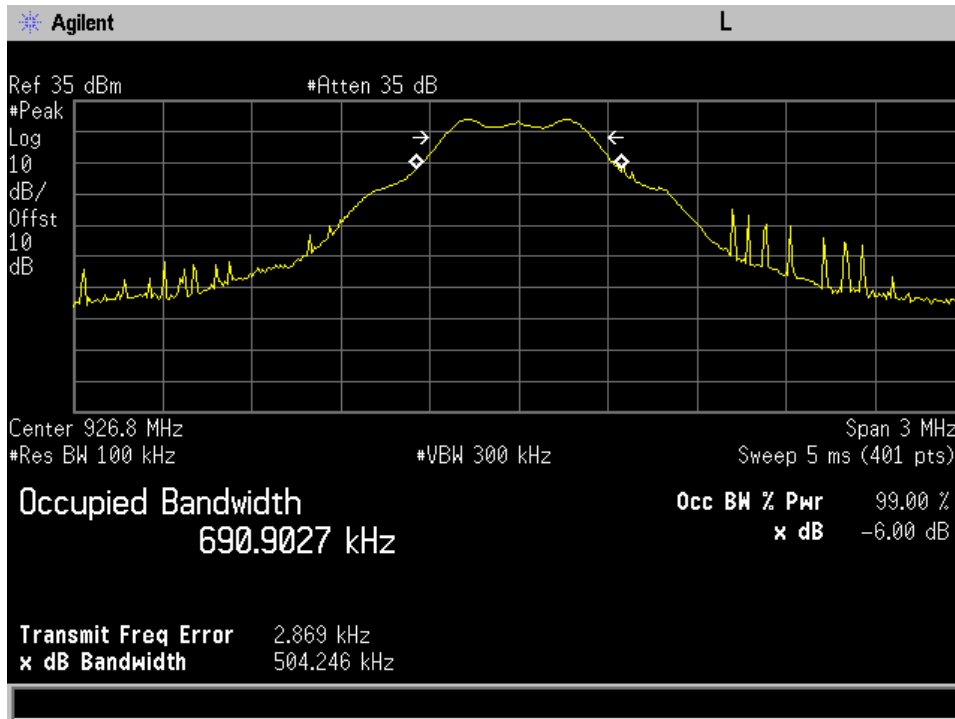 Agilent L
Ref 35 dBm #Atten 35 dB
#Peak
Log
10
dB/
Offst
10
dB
Center 926.8 MHz Span 3 MHz
#Res BW 100 kHz #VBW 300 kHz Sweep 5 ms (401 pts)
Occupied Bandwidth Occ BW % Pwr 99.00 %
690.9027 kHz x dB -6.00 dB
Transmit Freq Error 2.869 kHz
x dB Bandwidth 504.246 kHz